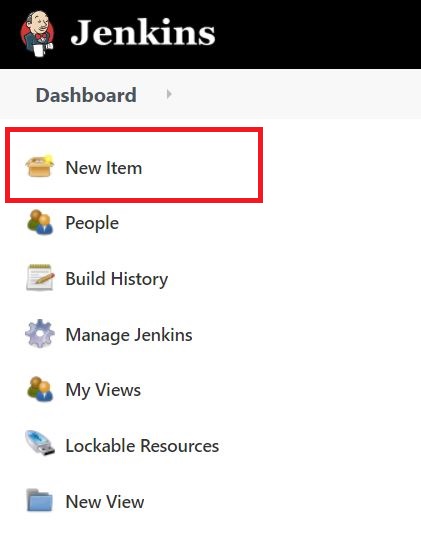 Jenkins
Dashboard
New Item
People
Build History
Manage Jenkins
My Views
Lockable Resources
New View